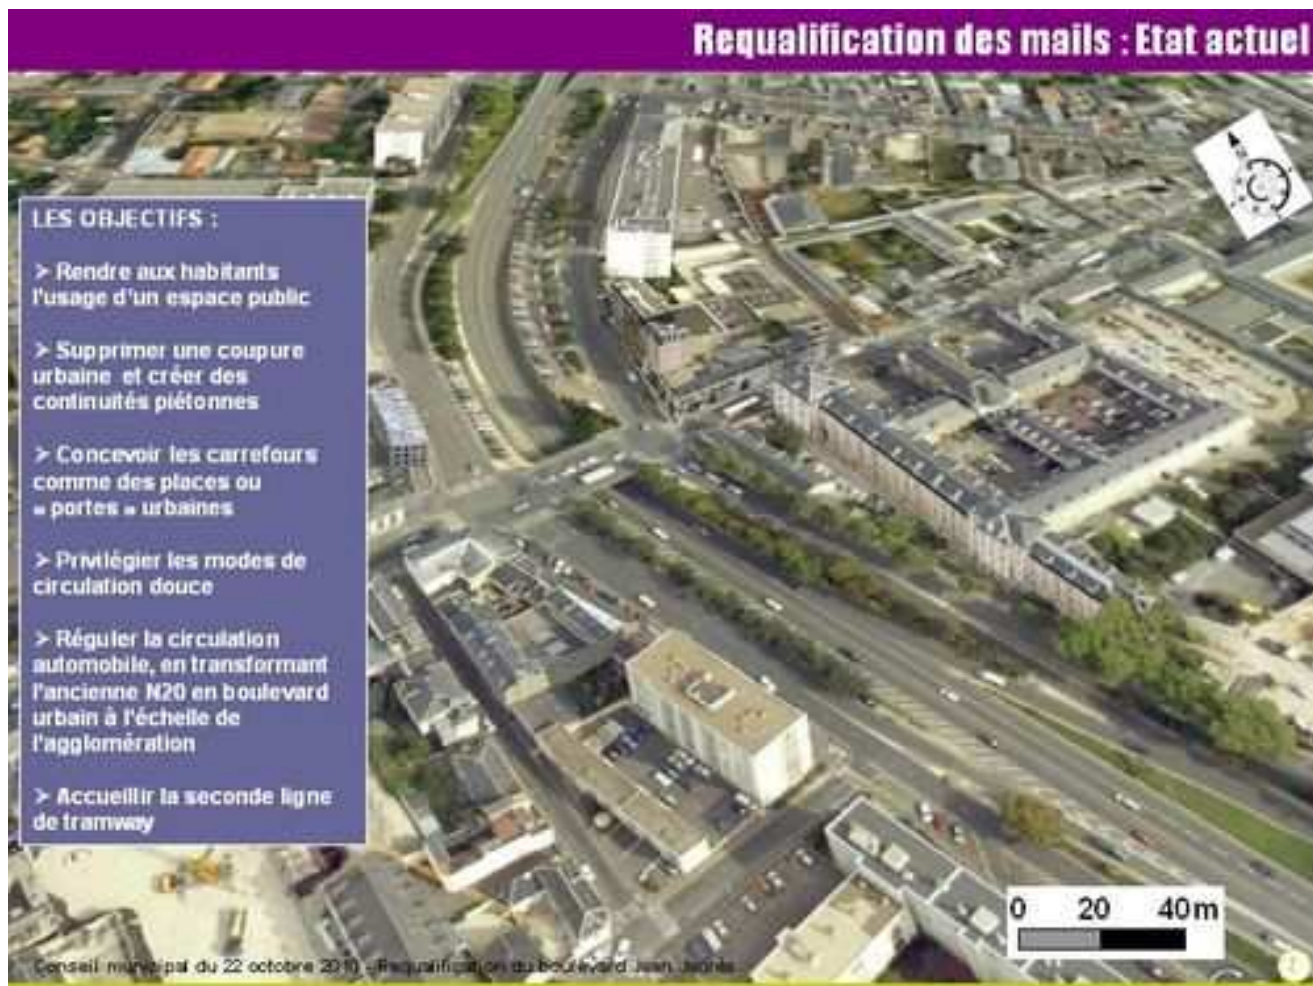 Requalification des mails : Etat actuel
LES OBJECTIFS :
➢ Rendre aux habitants
l'usage d'un espace public
➢ Supprimer une coupure
urbaine et créer des
continuités piétonnes
➢ Concevoir les carrefours
comme des places ou
« portes » urbaines
➢ Privilégier les modes de
circulation douce
➢ Réguler la circulation
automobile, en transformant
l'ancienne N20 en boulevard
urbain à l'échelle de
l'agglomération
➢ Accueillir la seconde ligne
de tramway
0 20 40m
Conseil municipal du 22 octobre 2010 - Requalification du boulevard Jean Jaurès